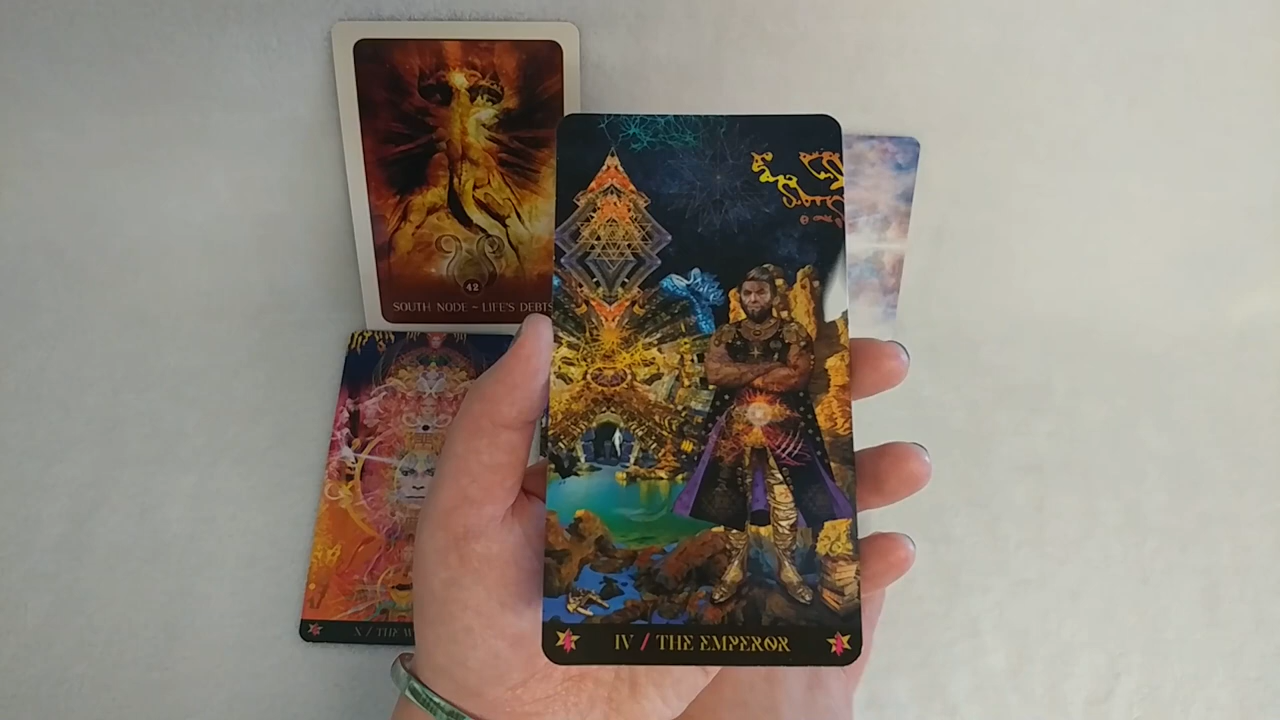 42
SOUTH NODE ~ LIFE'S DEBTS
X / THE W
IV / THE EMPEROR